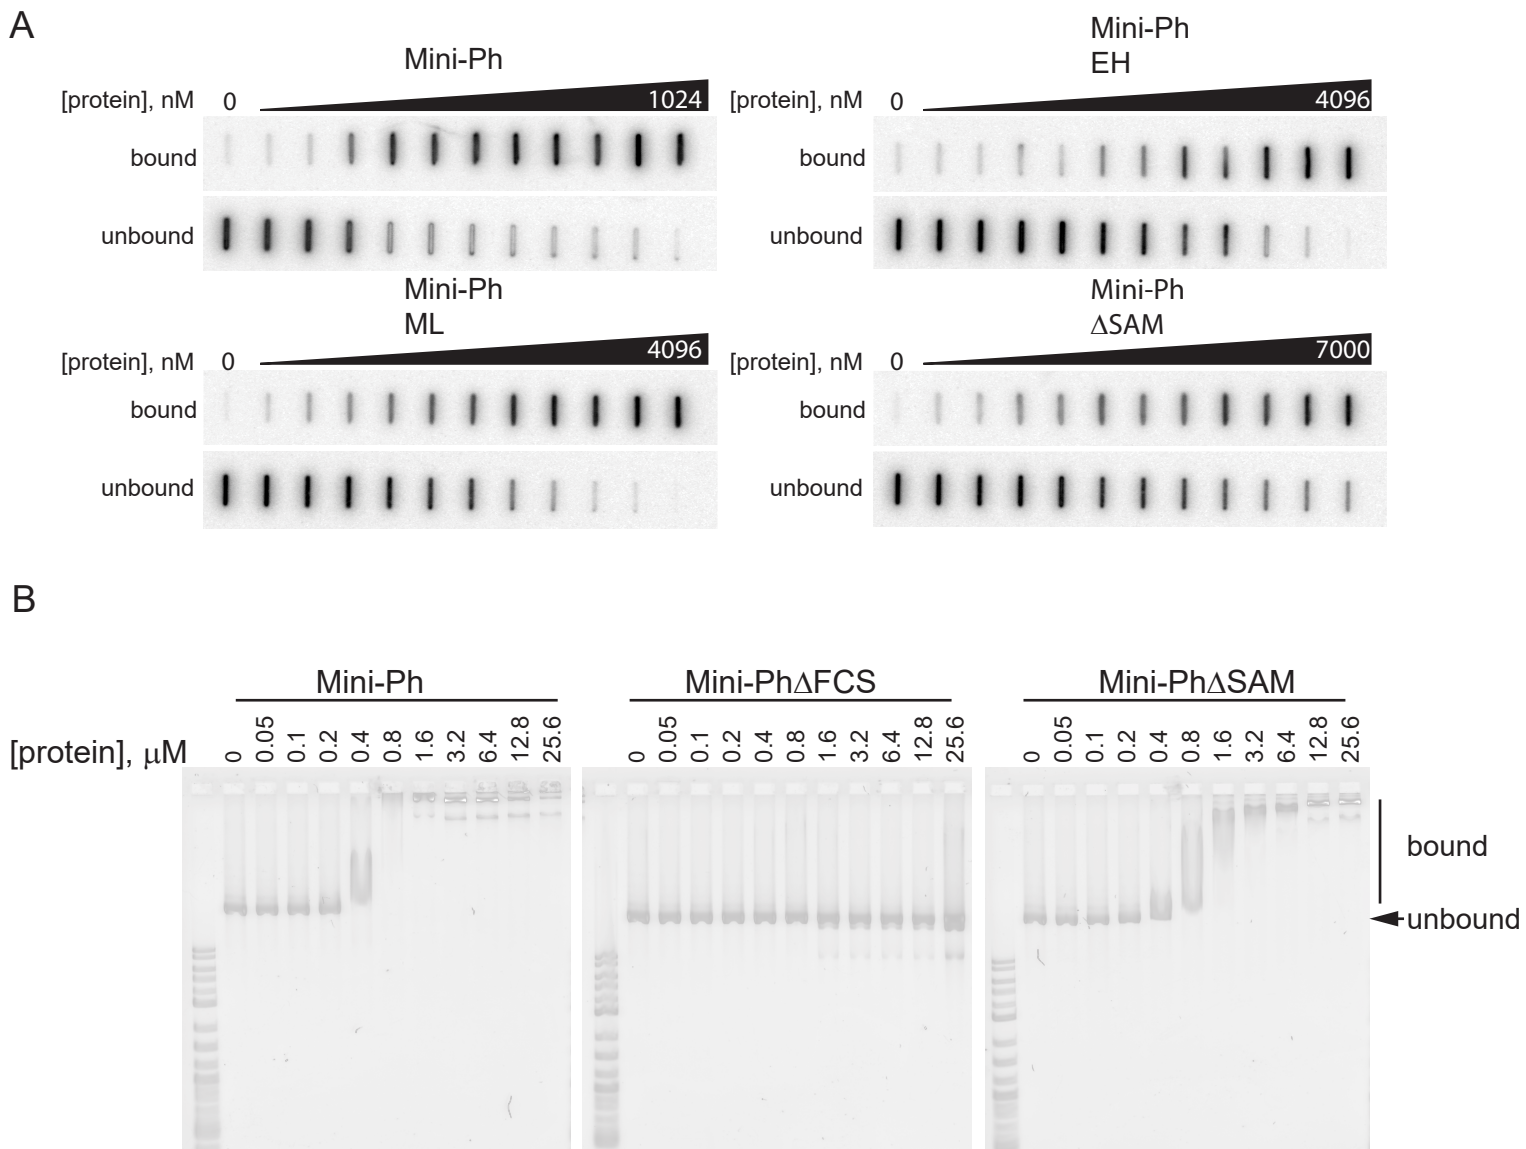 A
Mini-Ph
[protein], nM 0 1024
bound
unbound
Mini-Ph
EH
[protein], nM 0 4096
bound
unbound
Mini-Ph
ML
[protein], nM 0 4096
bound
unbound
Mini-Ph
ΔSAM
[protein], nM 0 7000
bound
unbound
B
Mini-Ph Mini-PhΔFCS Mini-PhΔSAM
[protein], μM 0 0.05 0.1 0.2 0.4 0.8 1.6 3.2 6.4 12.8 25.6 0 0.05 0.1 0.2 0.4 0.8 1.6 3.2 6.4 12.8 25.6 0 0.05 0.1 0.2 0.4 0.8 1.6 3.2 6.4 12.8 25.6
bound
unbound